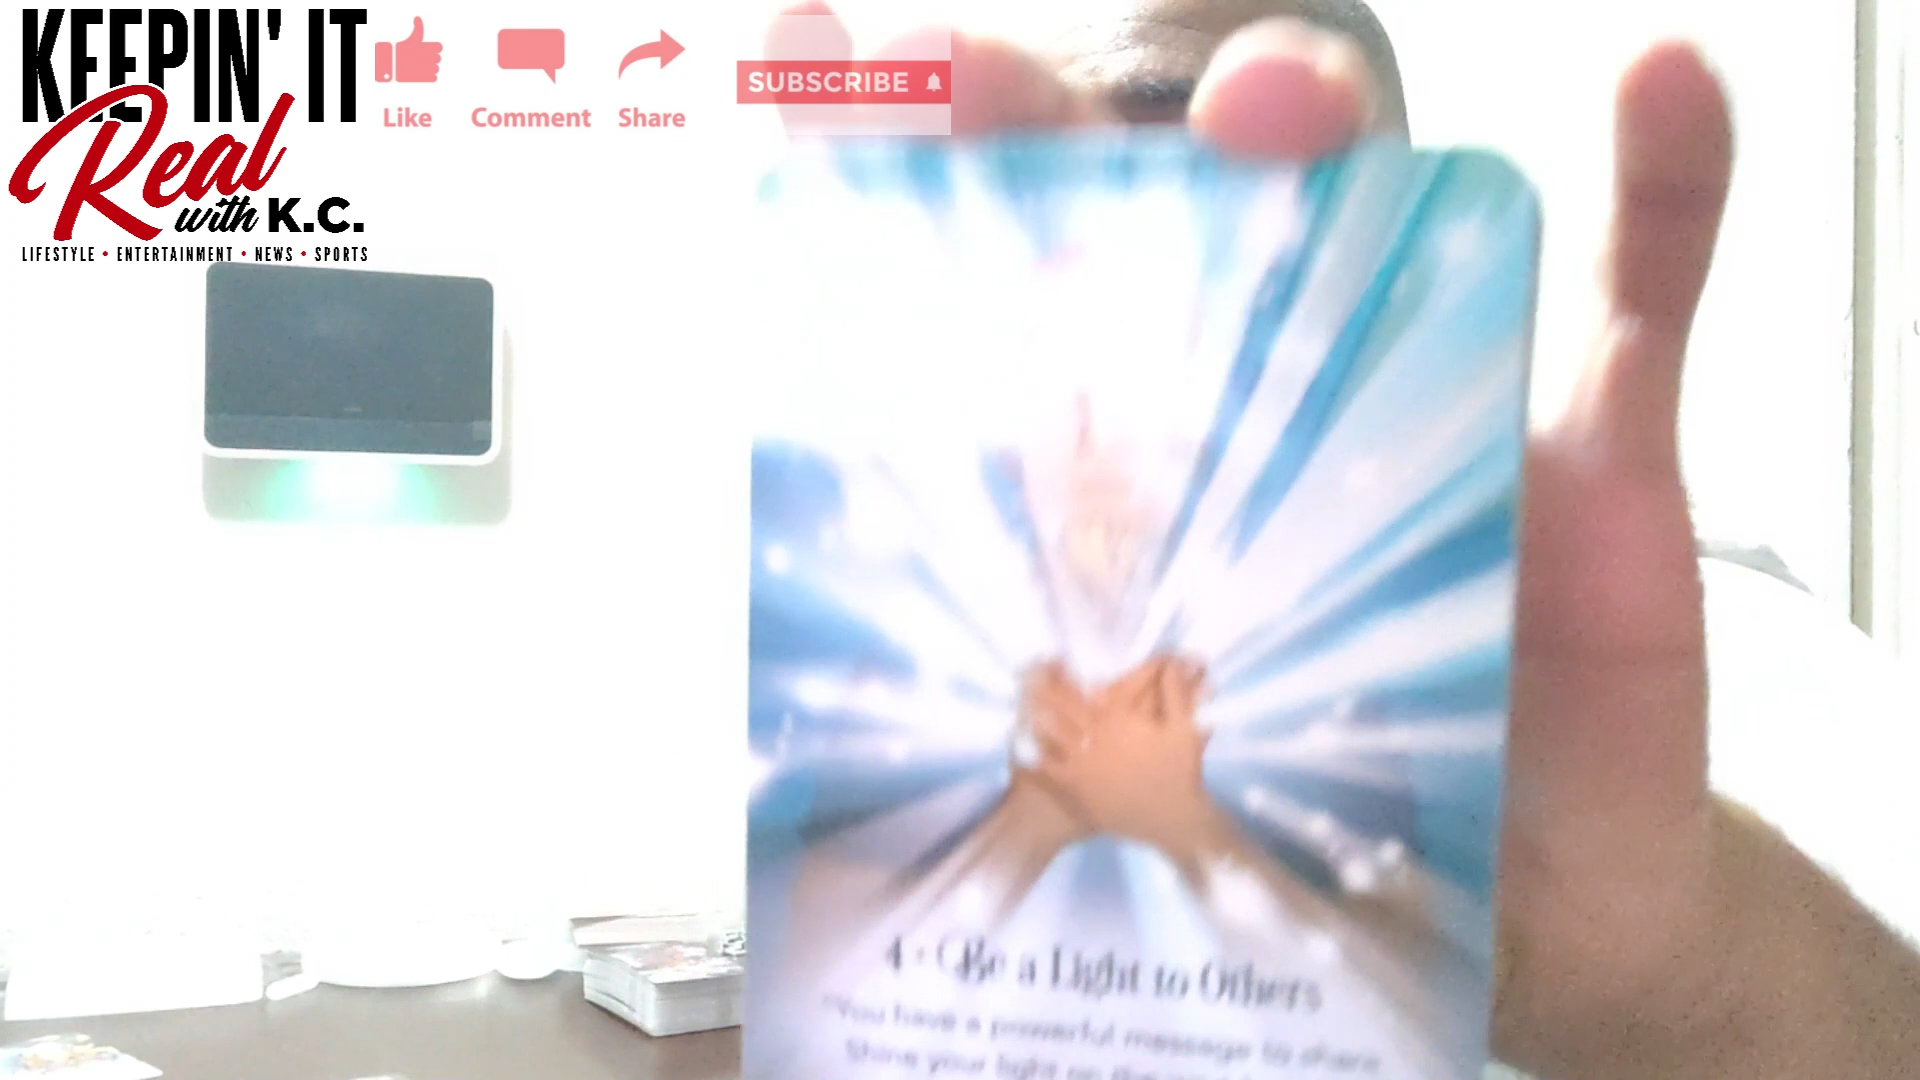 KEEPIN' IT
Real
with K.C.
LIFESTYLE • ENTERTAINMENT • NEWS • SPORTS
Like
Comment
Share
SUBSCRIBE
4 • Be a Light to Others
"You have a powerful message to share
Shine your light on the